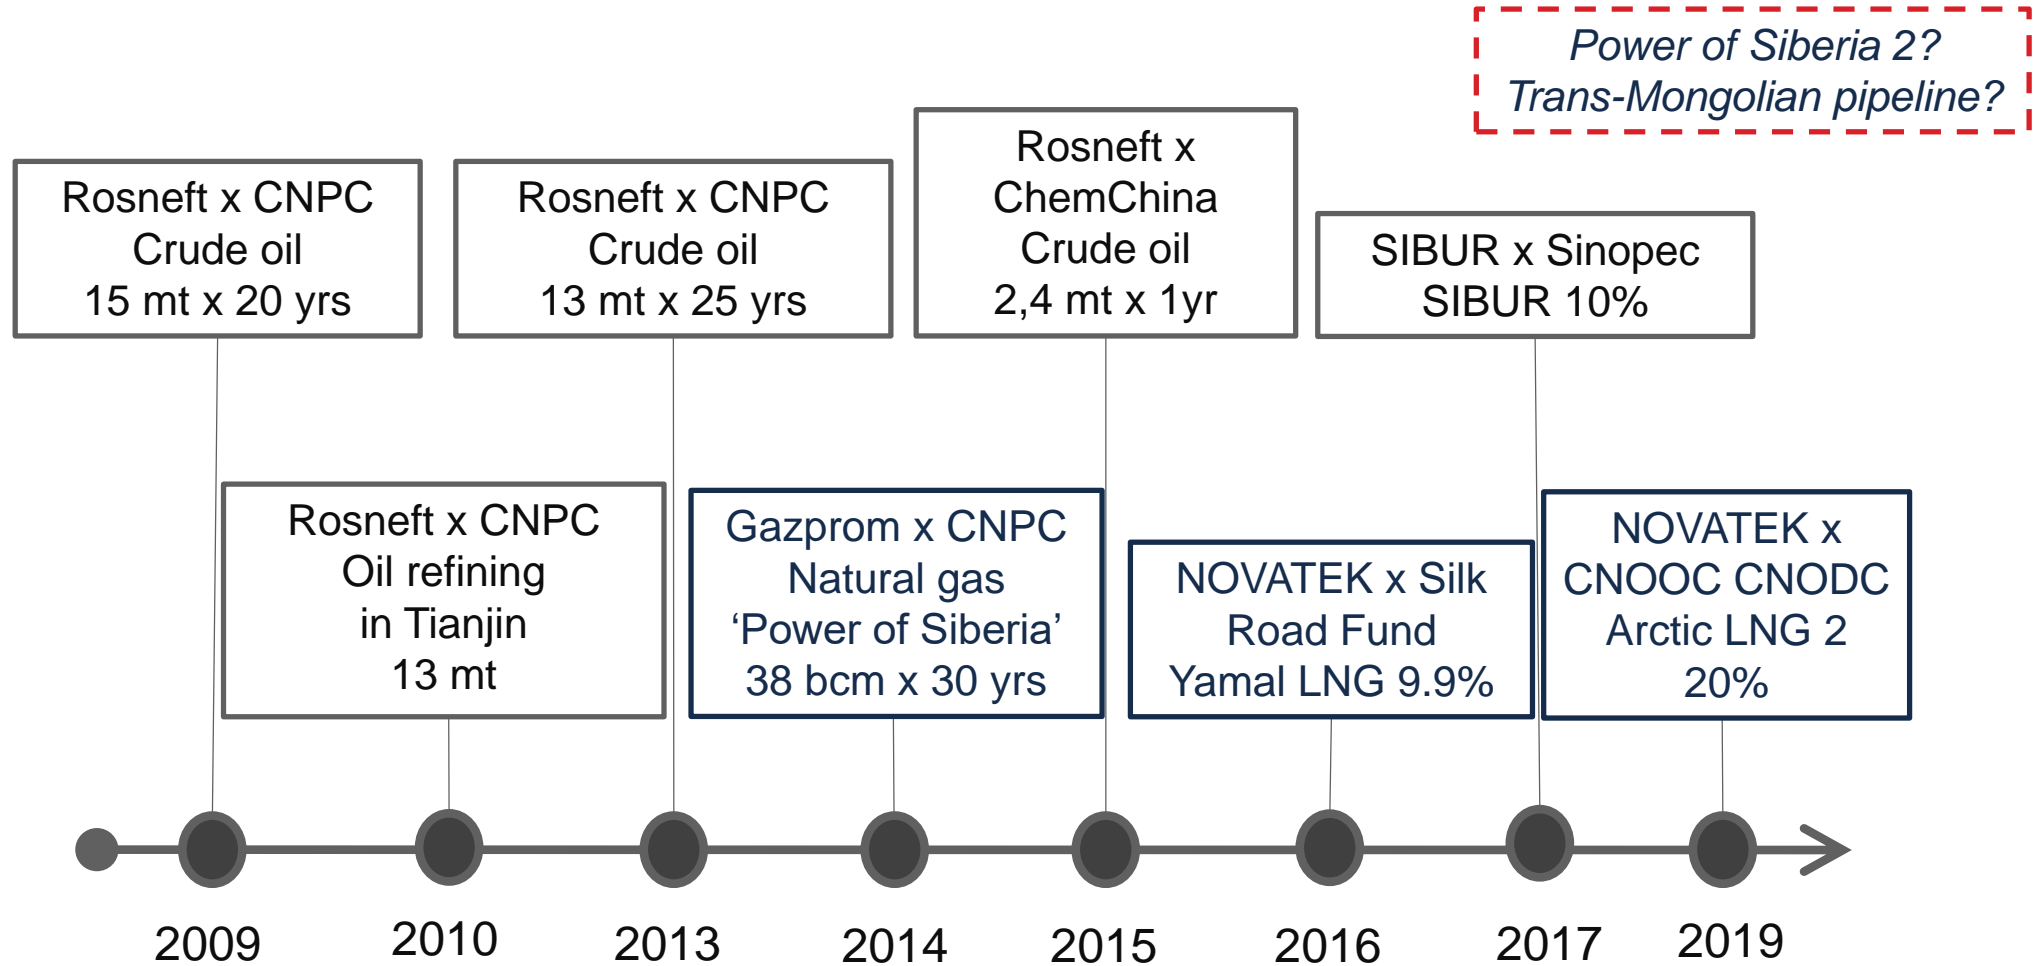 Power of Siberia 2?
Trans-Mongolian pipeline?
Rosneft x CNPC
Crude oil
15 mt x 20 yrs
Rosneft x CNPC
Crude oil
13 mt x 25 yrs
Rosneft x
ChemChina
Crude oil
2,4 mt x 1yr
SIBUR x Sinopec
SIBUR 10%
Rosneft x CNPC
Oil refining
in Tianjin
13 mt
Gazprom x CNPC
Natural gas
‘Power of Siberia’
38 bcm x 30 yrs
NOVATEK x Silk
Road Fund
Yamal LNG 9.9%
NOVATEK x
CNOOC CNODC
Arctic LNG 2
20%
2009
2010
2013
2014
2015
2016
2017
2019